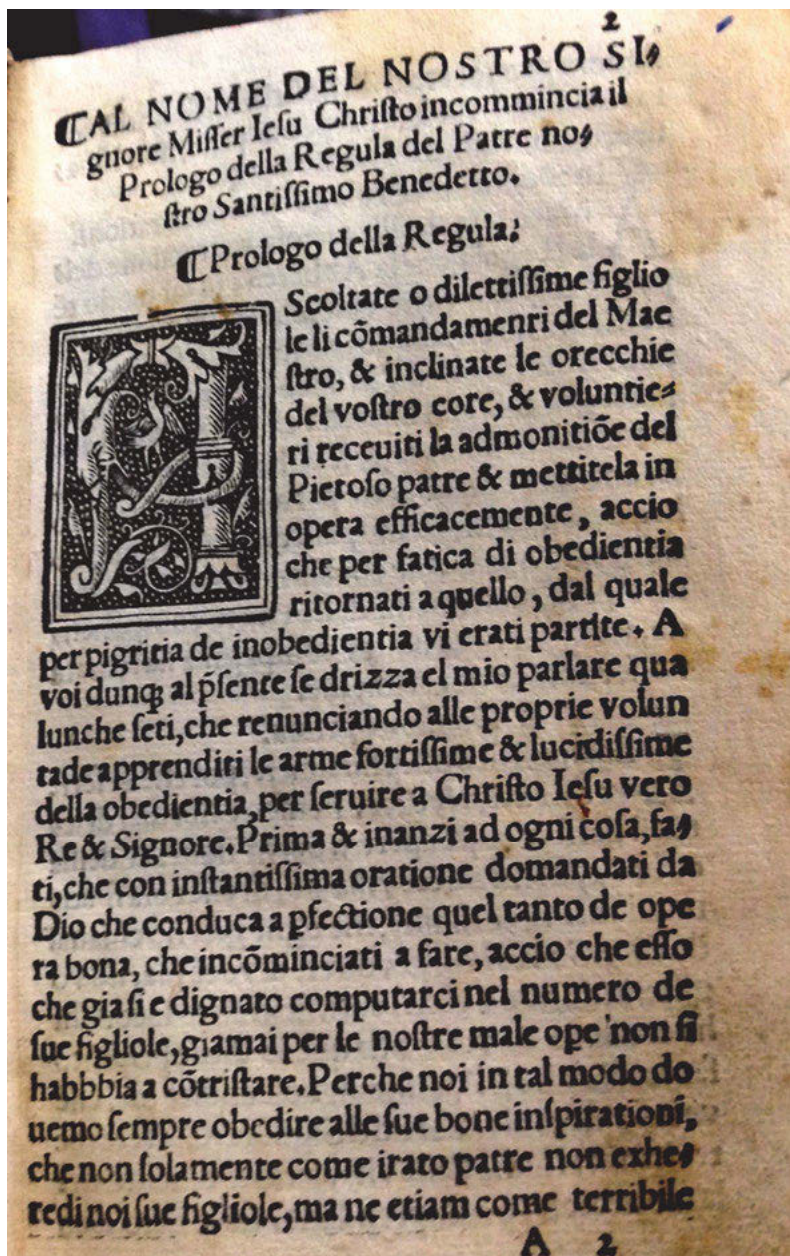 2
ℂAL NOME DEL NOSTRO SI,
gnore Miſſer Ieſu Chriſto incommincia il
Prologo della Regula del Patre no,
ſtro Santiſſimo Benedetto.
ℂPrologo della Regula:
AScoltate o dilettiſſime figlio
le li cõmandamenri del Mae
ſtro, & inclinate le orecchie
del voſtro core, & voluntie,
ri receuiti la admonitiõe del
Pietoſo patre & mettitela in
opera efficacemente, accio
che per fatica di obedientia
ritornati a quello, dal quale
per pigritia de inobedientia vi erati partite. A
voi dunq; al p̃ſente ſe drizza el mio parlare qua
lunche ſeti, che renunciando alle proprie volun
tade apprenditi le arme fortiſſime & lucidiſſime
della obedientia, per ſeruire a Chriſto Ieſu vero
Re & Signore. Prima & inanzi ad ogni coſa, fa,
ti, che con inſtantiſſima oratione domandati da
Dio che conduca a pfectione quel tanto de ope
ra bona, che incõminciati a fare, accio che eſſo
che gia ſi e dignato computarci nel numero de
ſue figliole, giamai per le noſtre male ope non ſi
habbbia a cõtriſtare. Perche noi in tal modo do
uemo ſempre obedire alle ſue bone inſpirationi,
che non ſolamente come irato patre non exhe,
redi noi ſue figliole, ma ne etiam come terribile
A 2